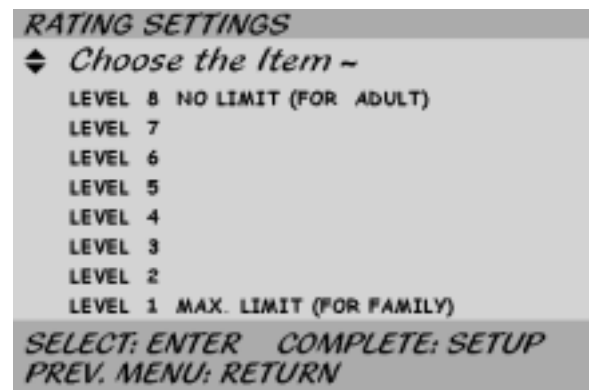 RATING SETTINGS
Choose the Item ~
LEVEL 8 NO LIMIT (FOR ADULT)
LEVEL 7
LEVEL 6
LEVEL 5
LEVEL 4
LEVEL 3
LEVEL 2
LEVEL 1 MAX. LIMIT (FOR FAMILY)
SELECT: ENTER COMPLETE: SETUP
PREV. MENU: RETURN